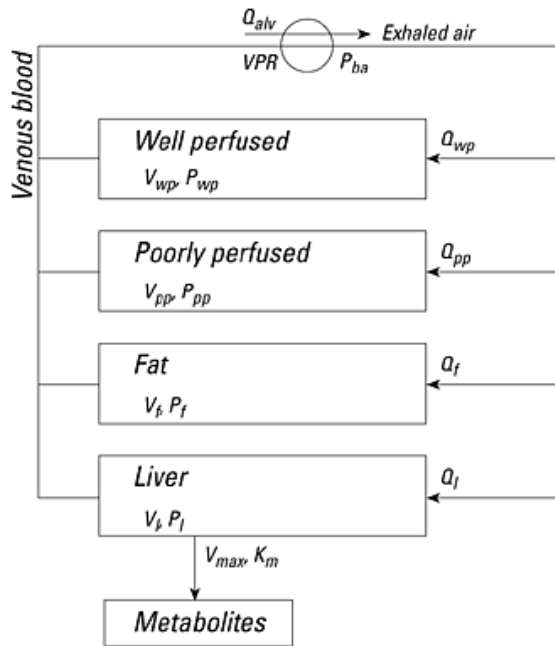 Q_alv
Exhaled air
VPR P_ba
Venous blood
Well perfused
V_wp, P_wp
Q_wp
Poorly perfused
V_pp, P_pp
Q_pp
Fat
V_f, P_f
Q_f
Liver
V_l, P_l
Q_l
V_max, K_m
Metabolites